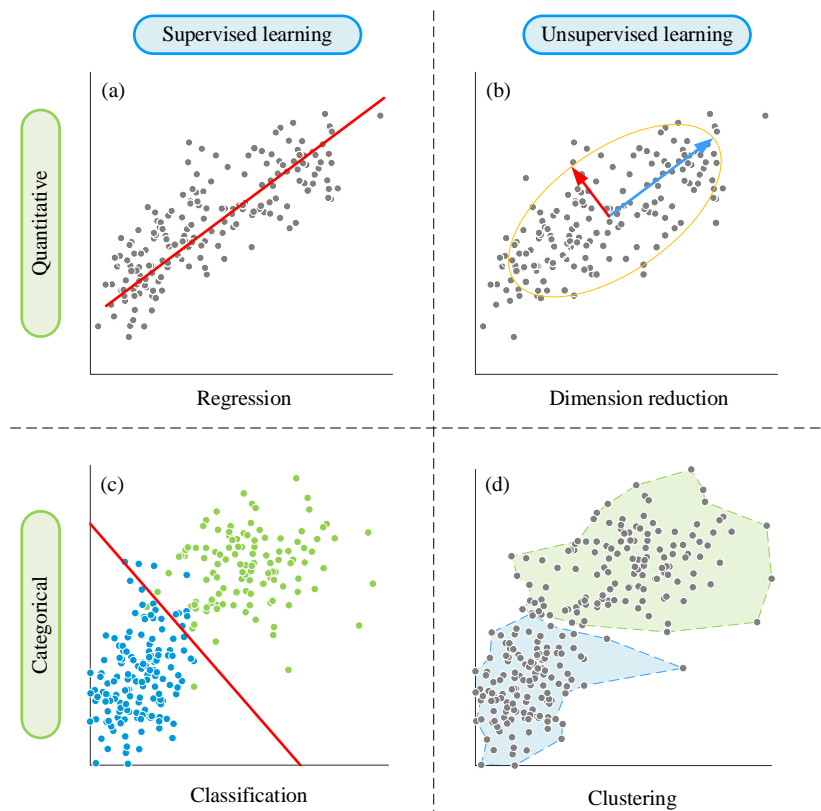 Supervised learning
Unsupervised learning
Quantitative
(a)
(b)
Regression
Dimension reduction
Categorical
(c)
(d)
Classification
Clustering